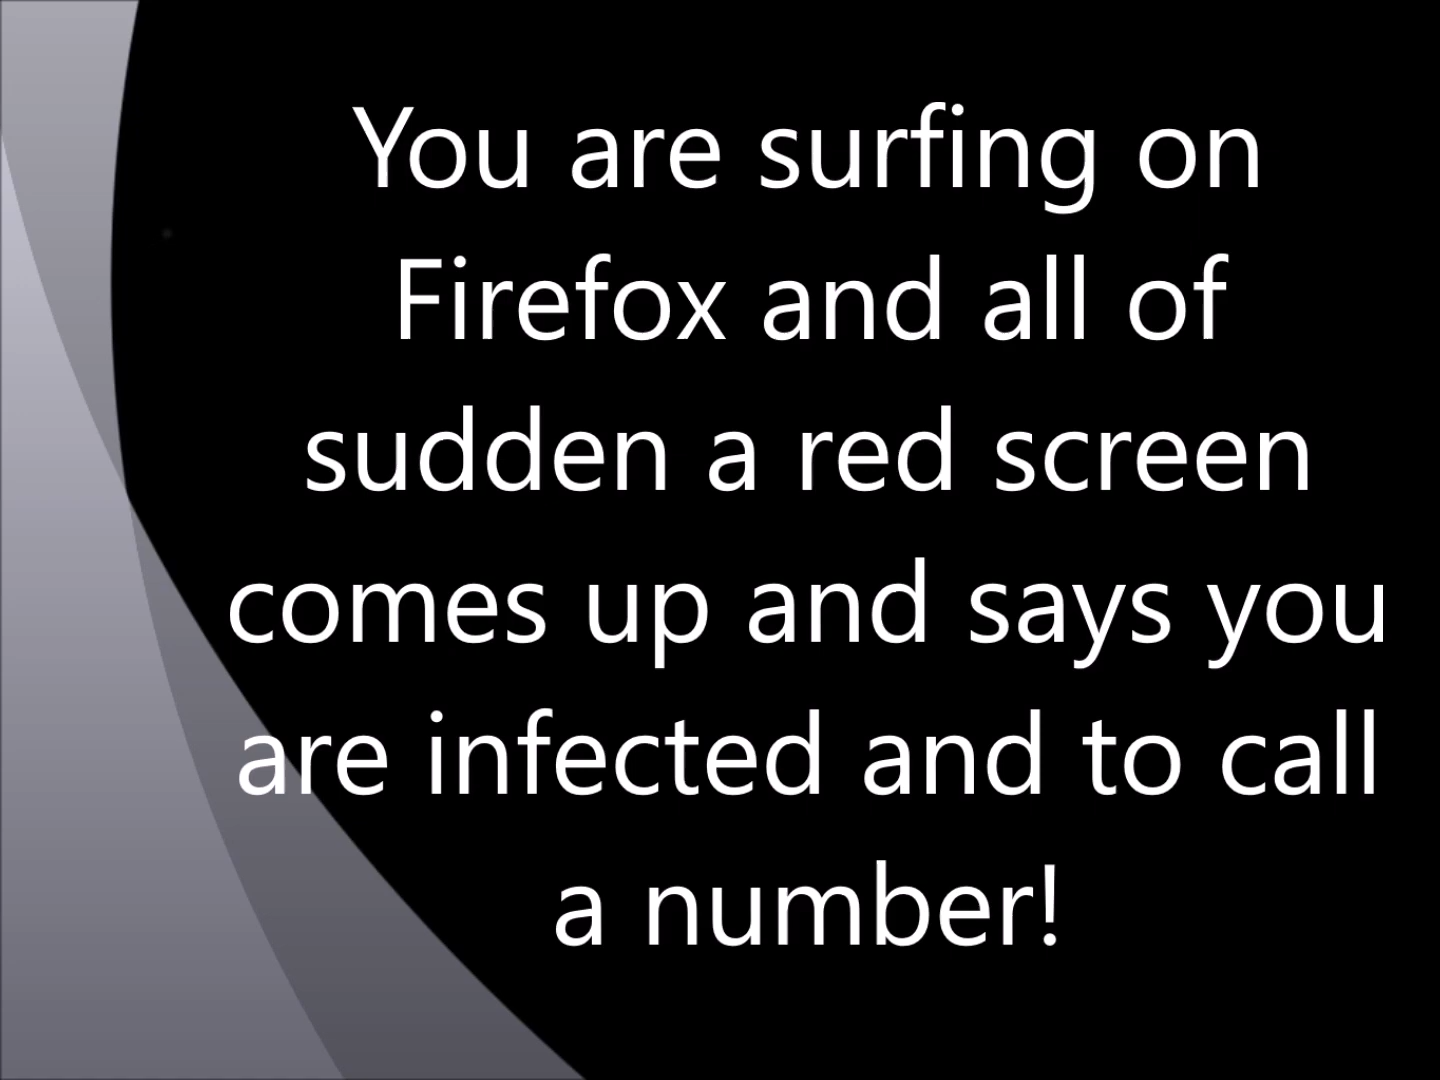 You are surfing on
Firefox and all of
sudden a red screen
comes up and says you
are infected and to call
a number!